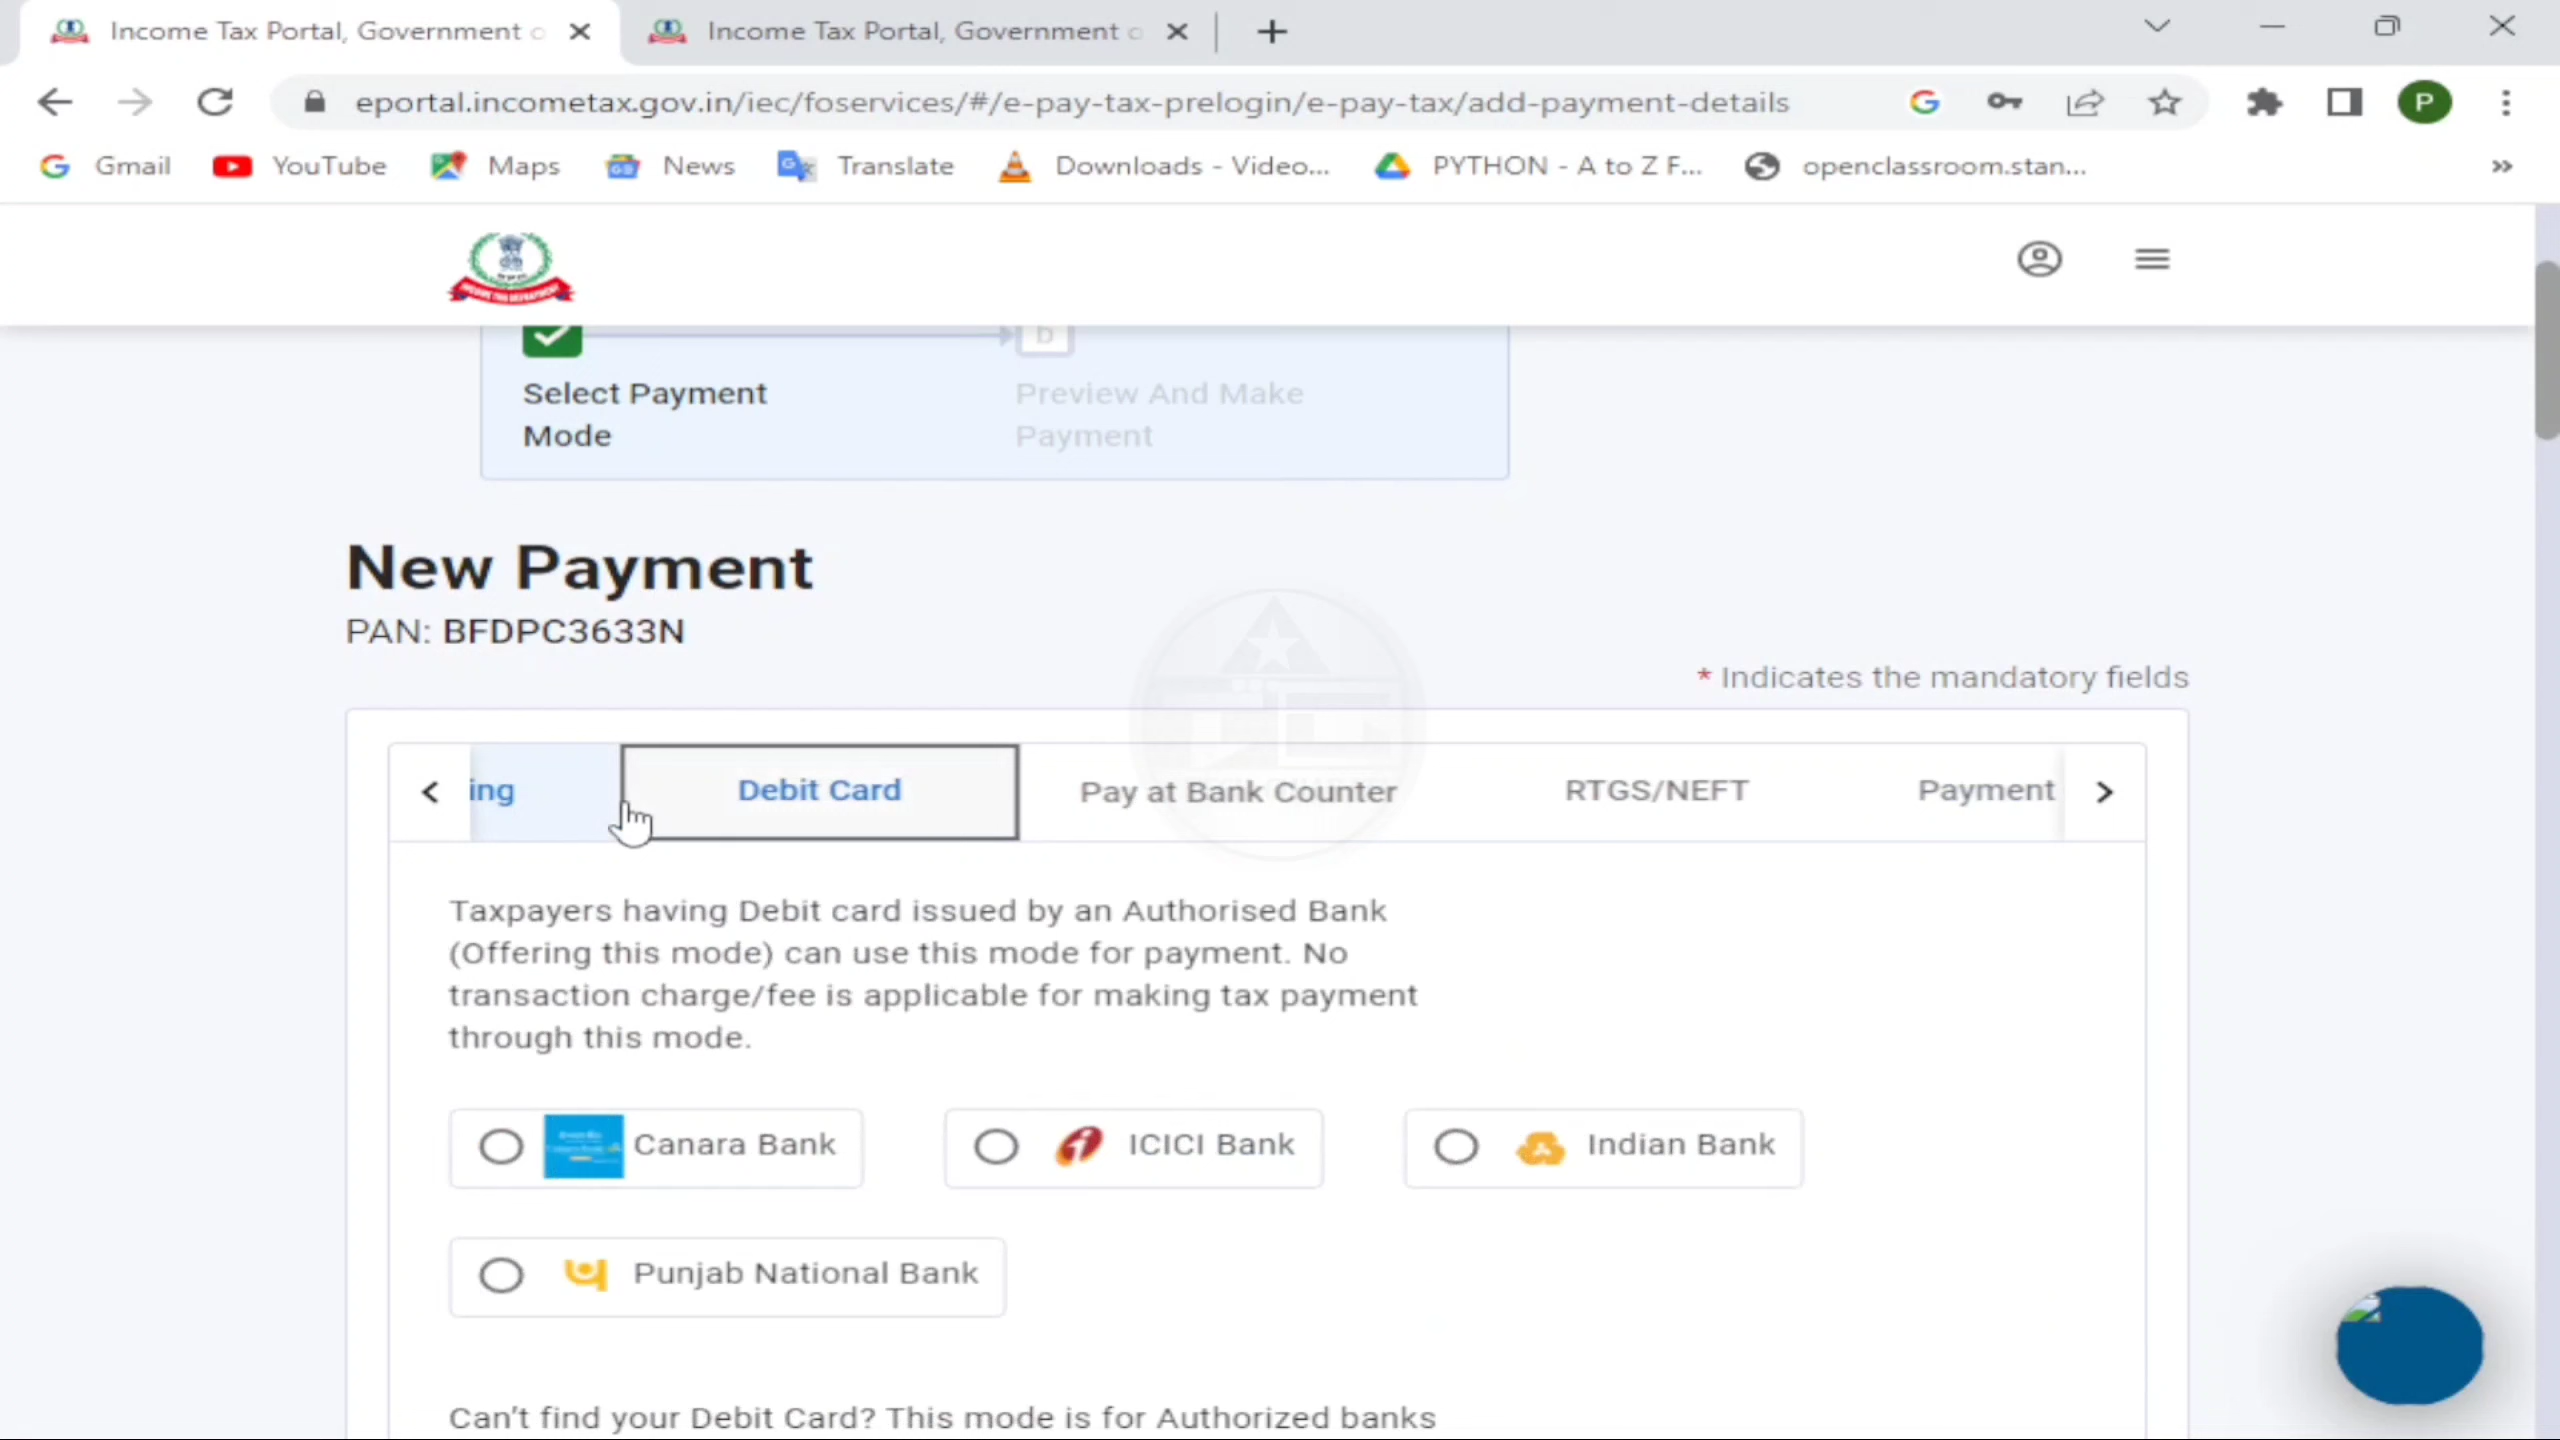 Income Tax Portal, Government o
Income Tax Portal, Government o
eportal.incometax.gov.in/iec/foservices/#/e-pay-tax-prelogin/e-pay-tax/add-payment-details
P
Gmail
YouTube
Maps
News
Translate
Downloads - Video...
PYTHON - A to Z F...
openclassroom.stan...
INCOME TAX DEPARTMENT
b
Select Payment
Mode
Preview And Make
Payment
New Payment
PAN: BFDPC3633N
* Indicates the mandatory fields
ing
Debit Card
Pay at Bank Counter
RTGS/NEFT
Payment
Taxpayers having Debit card issued by an Authorised Bank
(Offering this mode) can use this mode for payment. No
transaction charge/fee is applicable for making tax payment
through this mode.
Canara Bank
ICICI Bank
Indian Bank
Punjab National Bank
Can't find your Debit Card? This mode is for Authorized banks